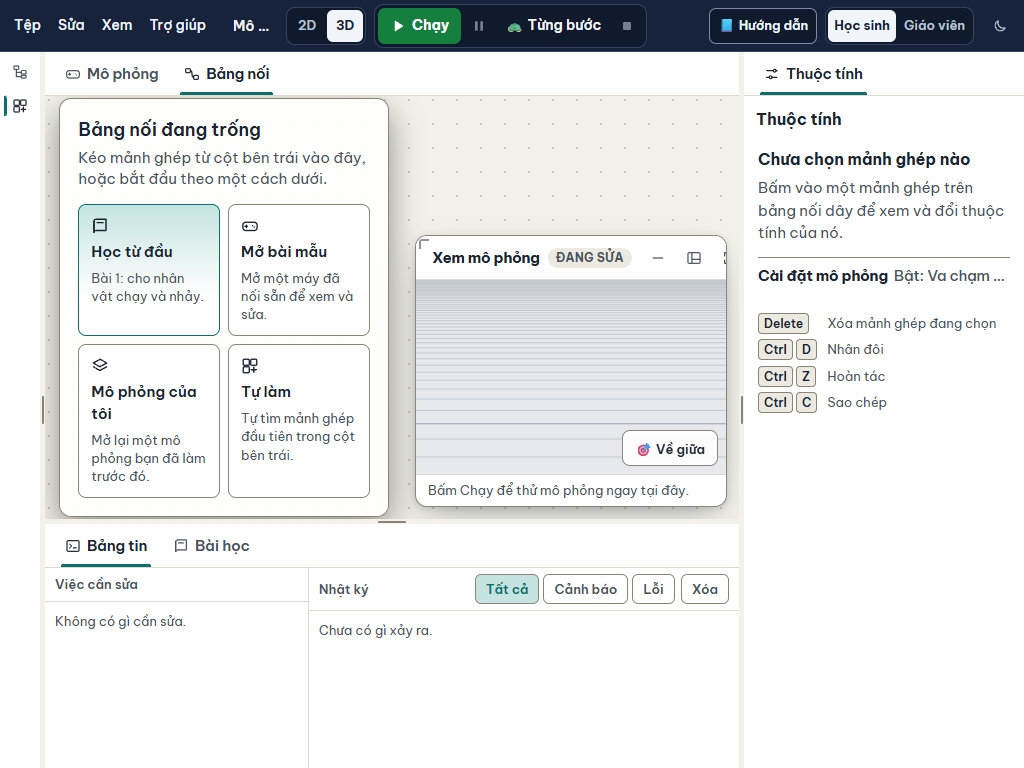 Tệp Sửa Xem Trợ giúp Mô ... 2D 3D Chạy Từng bước Hướng dẫn Học sinh Giáo viên
Mô phỏng Bảng nối
Thuộc tính
Bảng nối đang trống
Kéo mảnh ghép từ cột bên trái vào đây,
hoặc bắt đầu theo một cách dưới.
Học từ đầu
Bài 1: cho nhân
vật chạy và nhảy.
Mở bài mẫu
Mở một máy đã
nối sẵn để xem và
sửa.
Mô phỏng của
tôi
Mở lại một mô
phỏng bạn đã làm
trước đó.
Tự làm
Tự tìm mảnh ghép
đầu tiên trong cột
bên trái.
Xem mô phỏng ĐANG SỬA
Về giữa
Bấm Chạy để thử mô phỏng ngay tại đây.
Thuộc tính
Chưa chọn mảnh ghép nào
Bấm vào một mảnh ghép trên
bảng nối dây để xem và đổi thuộc
tính của nó.
Cài đặt mô phỏng Bật: Va chạm ...
Delete Xóa mảnh ghép đang chọn
Ctrl D Nhân đôi
Ctrl Z Hoàn tác
Ctrl C Sao chép
Bảng tin Bài học
Việc cần sửa
Không có gì cần sửa.
Nhật ký Tất cả Cảnh báo Lỗi Xóa
Chưa có gì xảy ra.